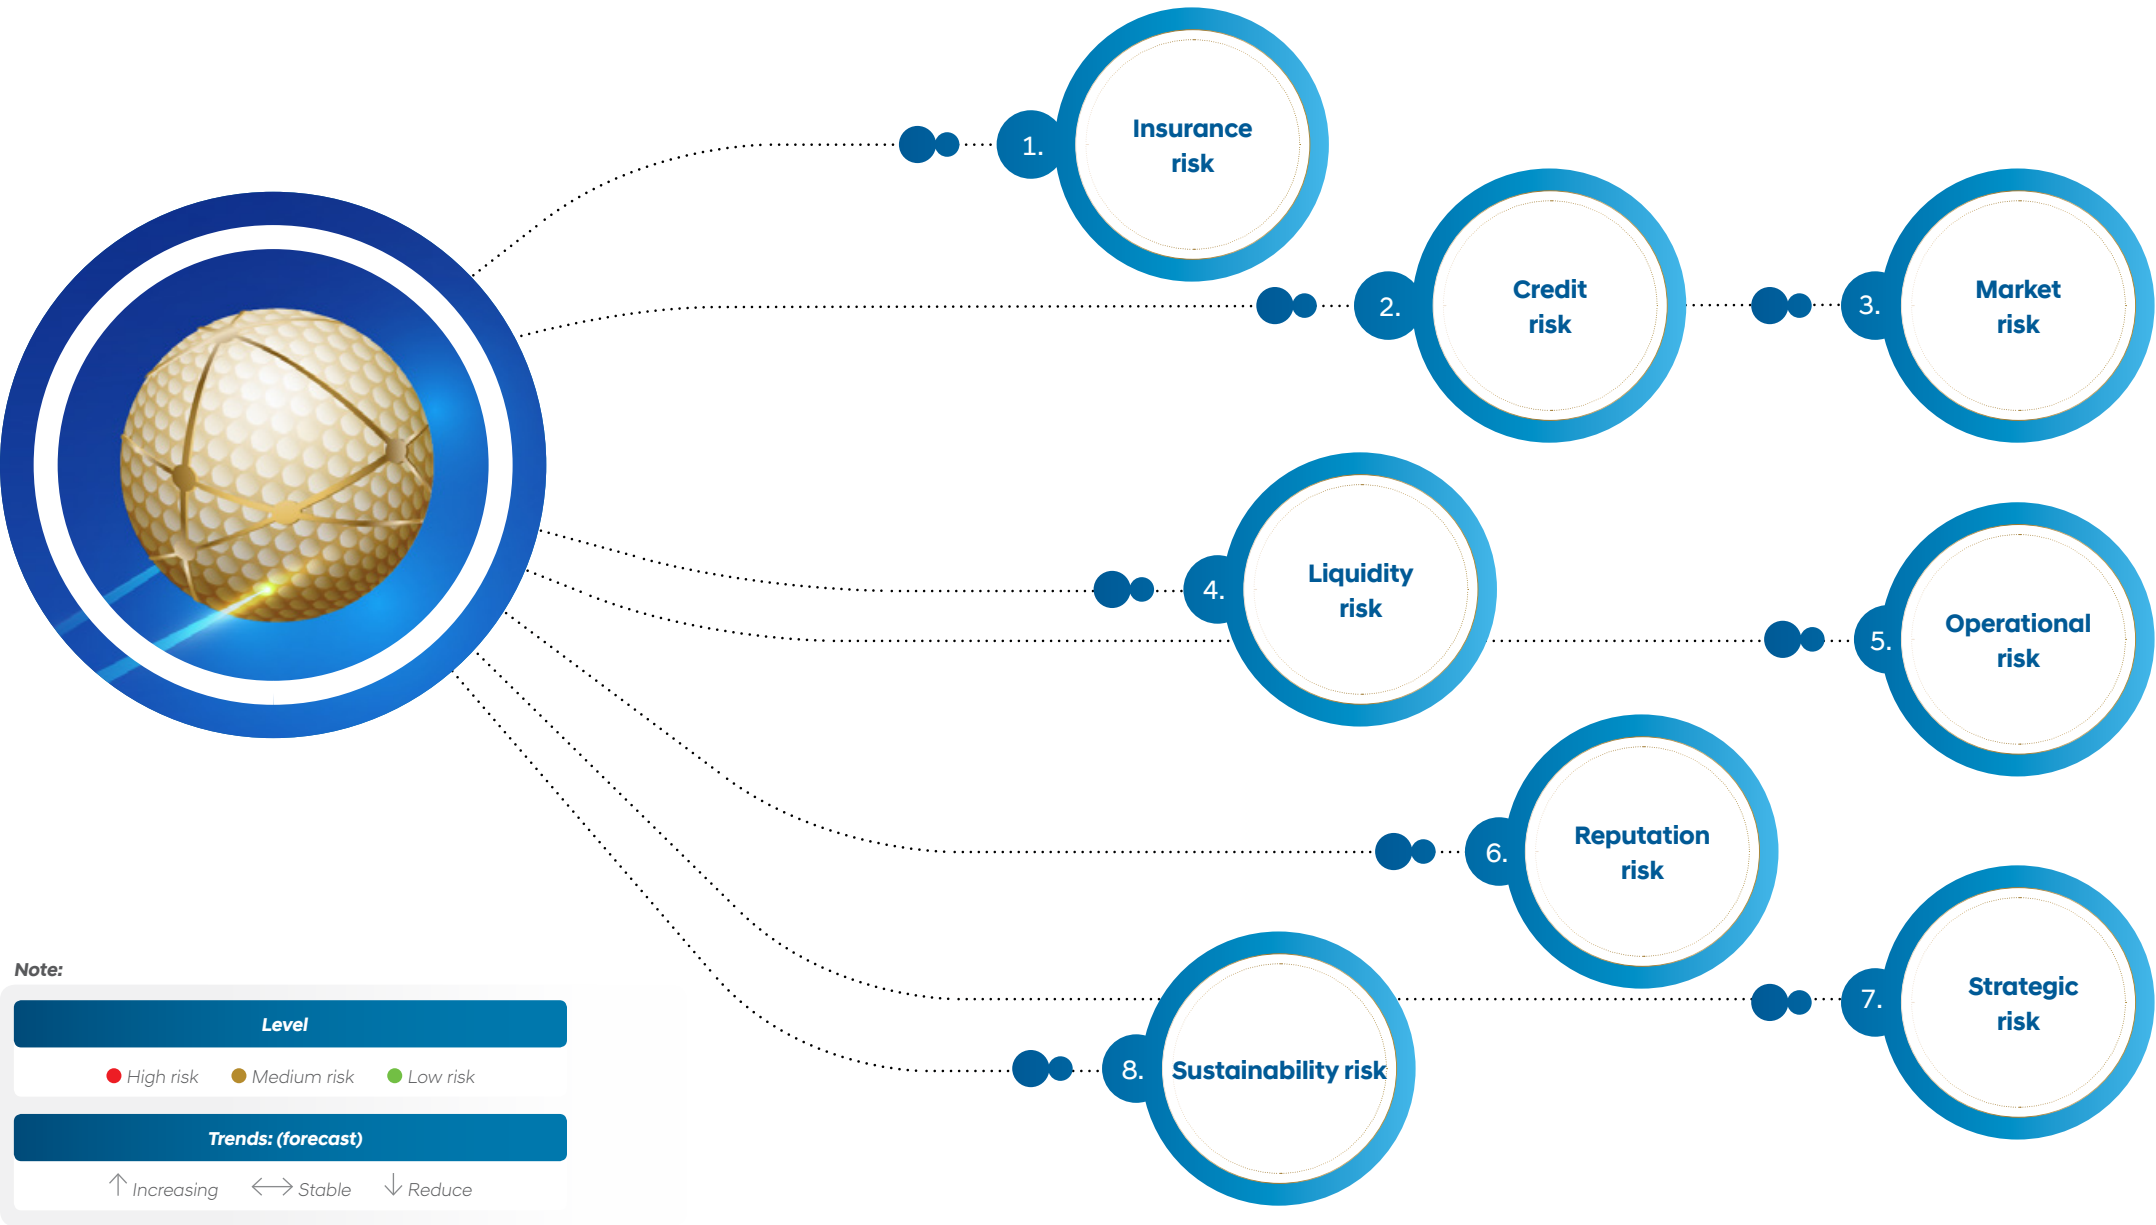 1.
Insurance
risk
2.
Credit
risk
3.
Market
risk
4.
Liquidity
risk
5.
Operational
risk
6.
Reputation
risk
7.
Strategic
risk
8.
Sustainability risk
Note:
Level
High risk Medium risk Low risk
Trends: (forecast)
Increasing Stable Reduce